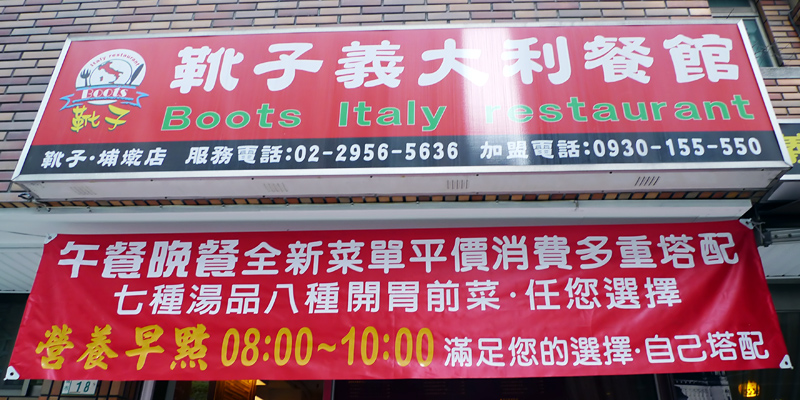 Italy restaurant
BOOTS
靴子
靴子義大利餐館
Boots Italy restaurant
靴子·埔墘店 服務電話:02-2956-5636 加盟電話:0930-155-550
午餐晚餐全新菜單平價消費多重塔配
七種湯品八種開胃前菜·任您選擇
營養早點 08:00~10:00 滿足您的選擇·自己塔配
18